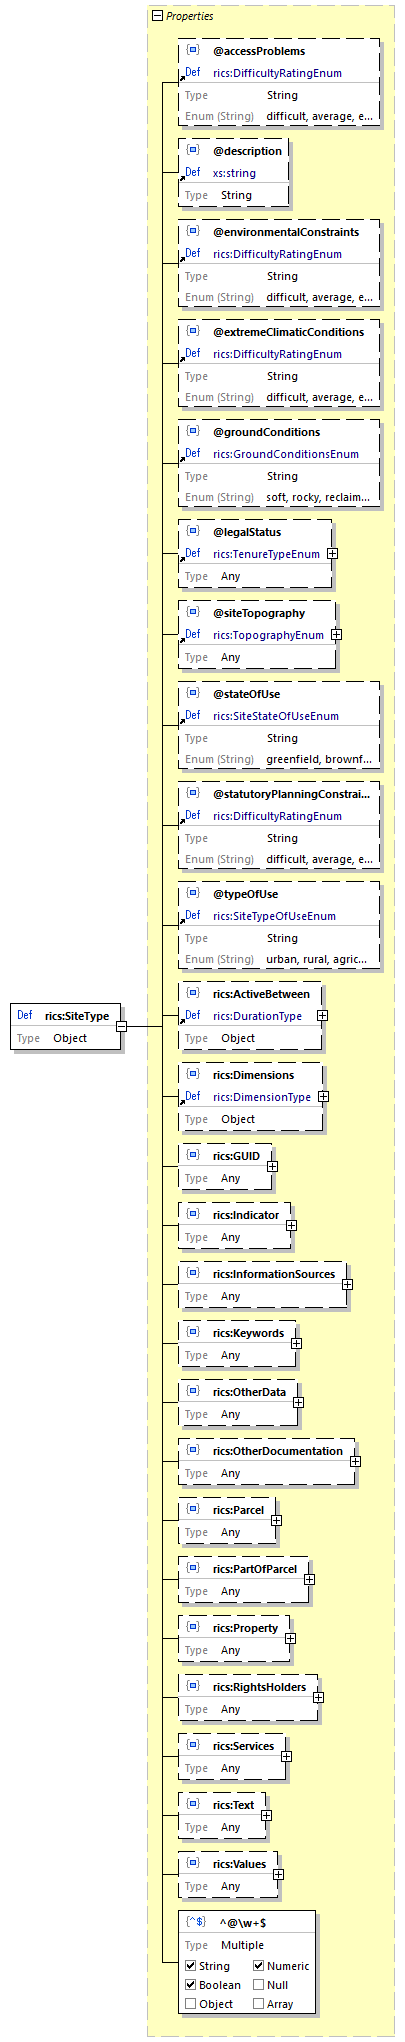 Properties
@accessProblems
Def rics:DifficultyRatingEnum
Type String
Enum (String) difficult, average, e...
@description
Def xs:string
Type String
@environmentalConstraints
Def rics:DifficultyRatingEnum
Type String
Enum (String) difficult, average, e...
@extremeClimaticConditions
Def rics:DifficultyRatingEnum
Type String
Enum (String) difficult, average, e...
@groundConditions
Def rics:GroundConditionsEnum
Type String
Enum (String) soft, rocky, reclaim...
@legalStatus
Def rics:TenureTypeEnum
Type Any
@siteTopography
Def rics:TopographyEnum
Type Any
@stateOfUse
Def rics:SiteStateOfUseEnum
Type String
Enum (String) greenfield, brownf...
@statutoryPlanningConstrai...
Def rics:DifficultyRatingEnum
Type String
Enum (String) difficult, average, e...
@typeOfUse
Def rics:SiteTypeOfUseEnum
Type String
Enum (String) urban, rural, agric...
Def rics:SiteType
Type Object
rics:ActiveBetween
Def rics:DurationType
Type Object
rics:Dimensions
Def rics:DimensionType
Type Object
rics:GUID
Type Any
rics:Indicator
Type Any
rics:InformationSources
Type Any
rics:Keywords
Type Any
rics:OtherData
Type Any
rics:OtherDocumentation
Type Any
rics:Parcel
Type Any
rics:PartOfParcel
Type Any
rics:Property
Type Any
rics:RightsHolders
Type Any
rics:Services
Type Any
rics:Text
Type Any
rics:Values
Type Any
{^$} ^@\w+$
Type Multiple
String Numeric
Boolean Null
Object Array